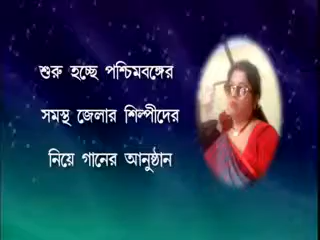 শুরু হচ্ছে পশ্চিমবঙ্গের
সমস্থ জেলার শিল্পীদের
নিয়ে গানের আনুষ্ঠান